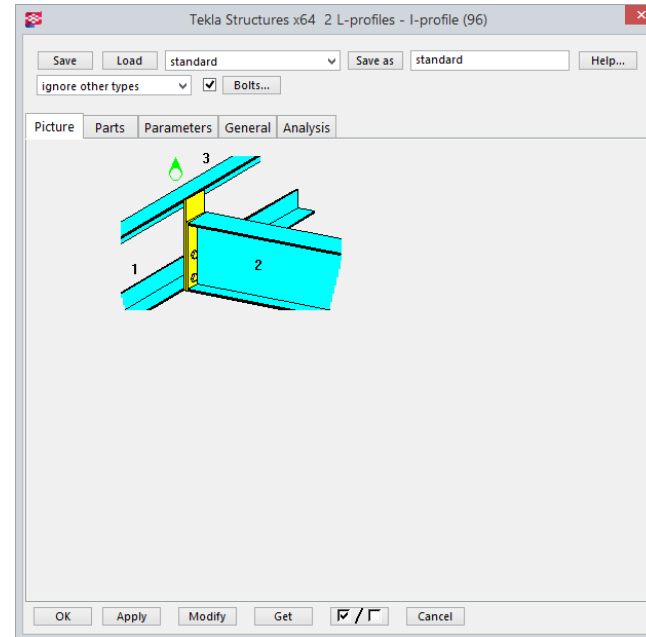 Tekla Structures x64 2 L-profiles - I-profile (96)
Save Load standard Save as standard Help...
ignore other types Bolts...
Picture Parts Parameters General Analysis
3
1
2
OK Apply Modify Get / Cancel